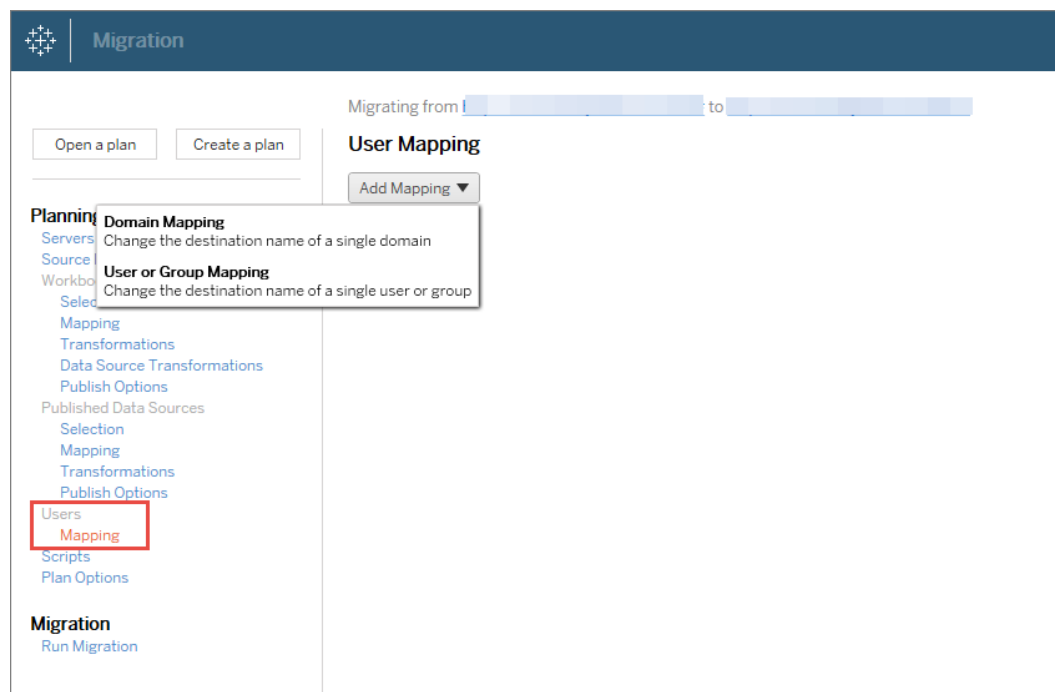 Migration
Migrating from to
Open a plan Create a plan
User Mapping
Add Mapping
Planning
Domain Mapping
Change the destination name of a single domain
User or Group Mapping
Change the destination name of a single user or group
Servers
Source
Mapping
Transformations
Data Source Transformations
Publish Options
Published Data Sources
Selection
Mapping
Transformations
Publish Options
Users
Mapping
Scripts
Plan Options
Migration
Run Migration